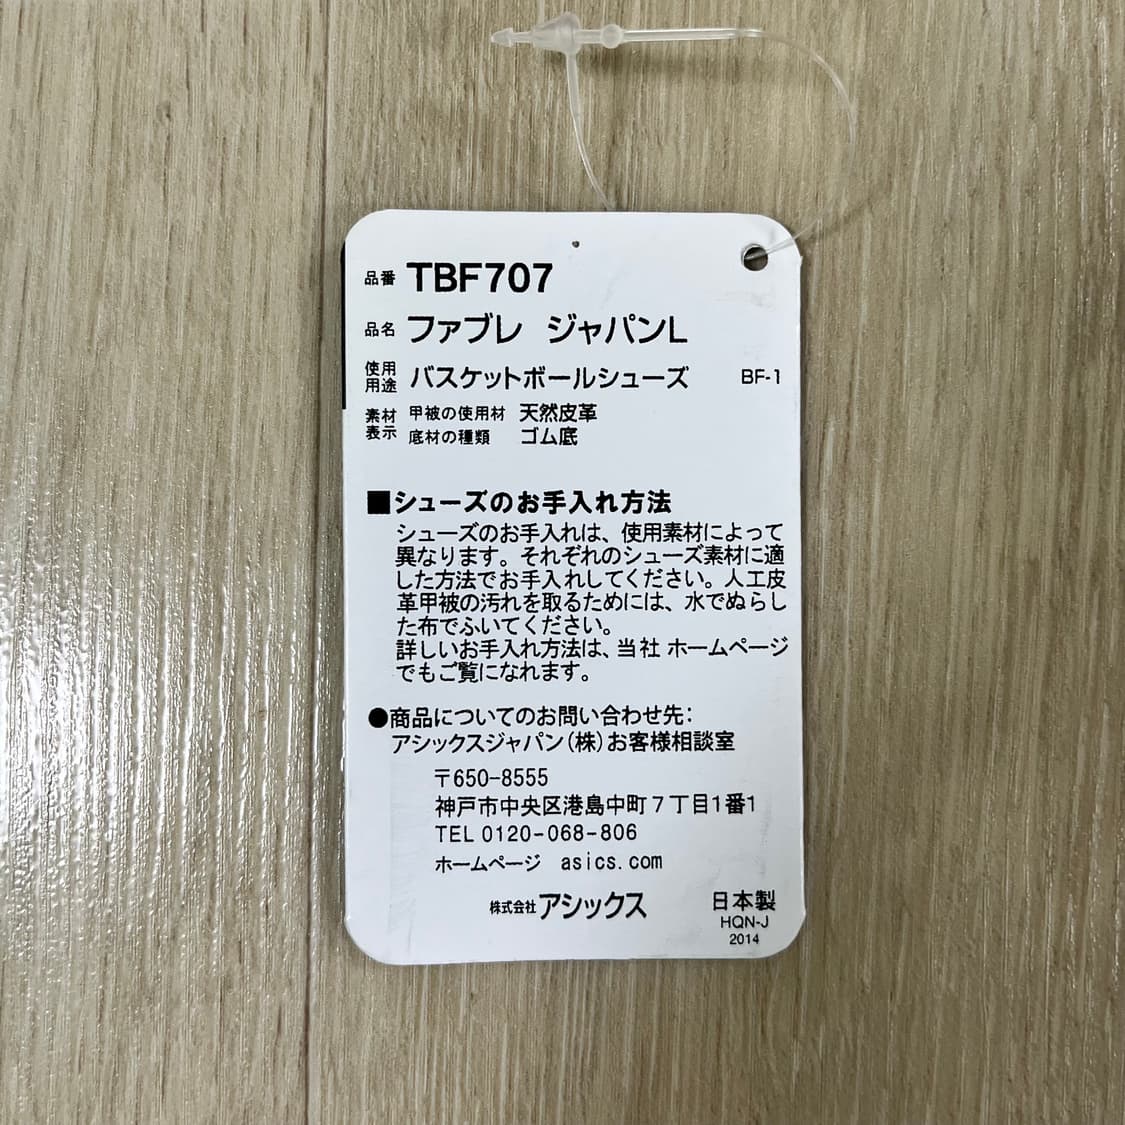 品番 TBF707
品名 ファブレ ジャパンL
使用用途 バスケットボールシューズ BF-1
素材表示 甲被の使用材 天然皮革
底材の種類 ゴム底
■シューズのお手入れ方法
シューズのお手入れは、使用素材によって
異なります。それぞれのシューズ素材に適
した方法でお手入れしてください。人工皮
革甲被の汚れを取るためには、水でぬらし
た布でふいてください。
詳しいお手入れ方法は、当社 ホームページ
でもご覧になれます。
●商品についてのお問い合わせ先:
アシックスジャパン(株)お客様相談室
〒650-8555
神戸市中央区港島中町7丁目1番1
TEL 0120-068-806
ホームページ asics.com
株式会社アシックス 日本製
HQN-J
2014